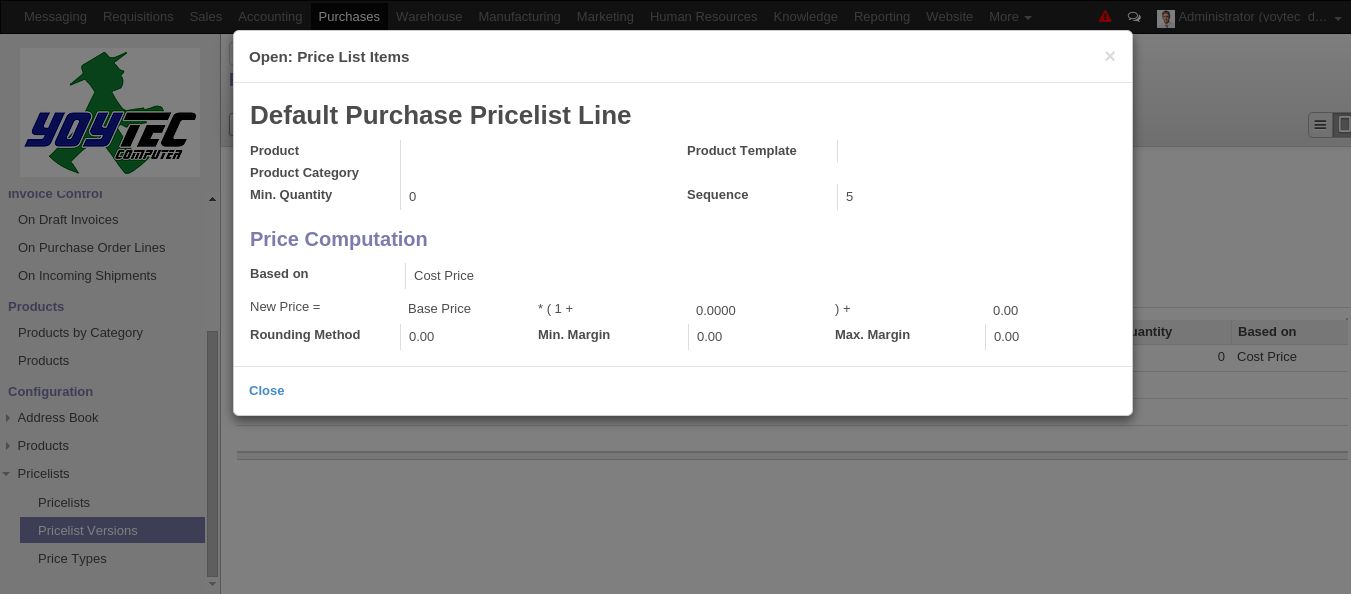 Messaging Requisitions Sales Accounting Purchases Warehouse Manufacturing Marketing Human Resources Knowledge Reporting Website More Administrator (yoytec_d...
YOYTEC
COMPUTER
Invoice Control
On Draft Invoices
On Purchase Order Lines
On Incoming Shipments
Products
Products by Category
Products
Configuration
Address Book
Products
Pricelists
Pricelists
Pricelist Versions
Price Types
Open: Price List Items ×
Default Purchase Pricelist Line
Product Product Template
Product Category
Min. Quantity 0 Sequence 5
Price Computation
Based on Cost Price
New Price = Base Price * ( 1 + 0.0000 ) + 0.00
Rounding Method 0.00 Min. Margin 0.00 Max. Margin 0.00
Close
uantity Based on
0 Cost Price